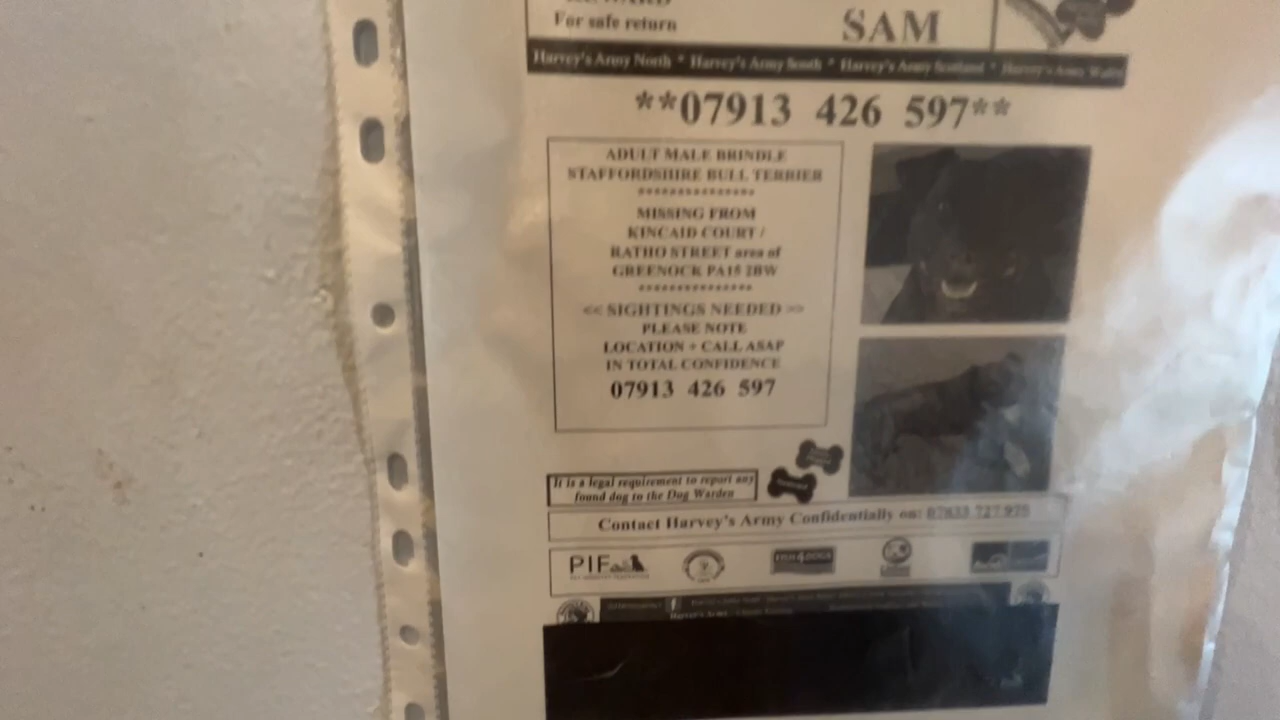 For safe return
SAM
Harvey's Army North * Harvey's Army South * Harvey's Army Scotland * Harvey's Army Wales
**07913 426 597**
ADULT MALE BRINDLE
STAFFORDSHIRE BULL TERRIER
***************
MISSING FROM
KINCAID COURT /
RATHO STREET area of
GREENOCK PA15 2BW
***************
<< SIGHTINGS NEEDED >>
PLEASE NOTE
LOCATION + CALL ASAP
IN TOTAL CONFIDENCE
07913 426 597
It is a legal requirement to report any
found dog to the Dog Warden
Contact Harvey's Army Confidentially on:
PIF